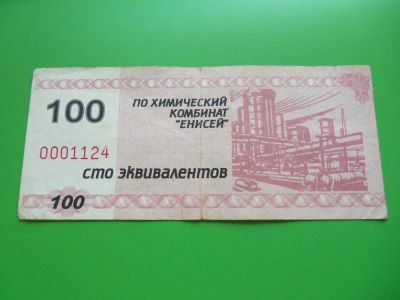 100
ПО ХИМИЧЕСКИЙ
КОМБИНАТ
"ЕНИСЕЙ"
0001124
СТО ЭКВИВАЛЕНТОВ
100